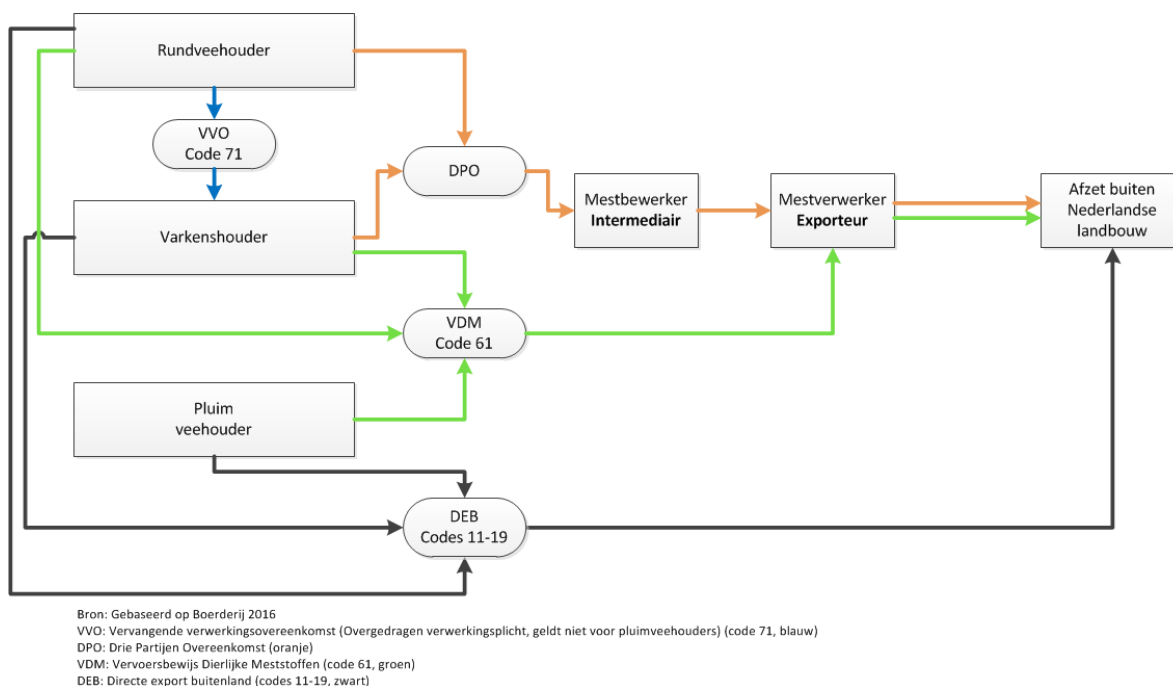 Rundveehouder
VVO
Code 71
DPO
Mestbewerker
Intermediair
Mestverwerker
Exporteur
Afzet buiten
Nederlandse
landbouw
Varkenshouder
VDM
Code 61
Pluim
veehouder
DEB
Codes 11-19
Bron: Gebaseerd op Boerderij 2016
VVO: Vervangende verwerkingsovereenkomst (Overgedragen verwerkingsplicht, geldt niet voor pluimveehouders) (code 71, blauw)
DPO: Drie Partijen Overeenkomst (oranje)
VDM: Vervoersbewijs Dierlijke Meststoffen (code 61, groen)
DEB: Directe export buitenland (codes 11-19, zwart)